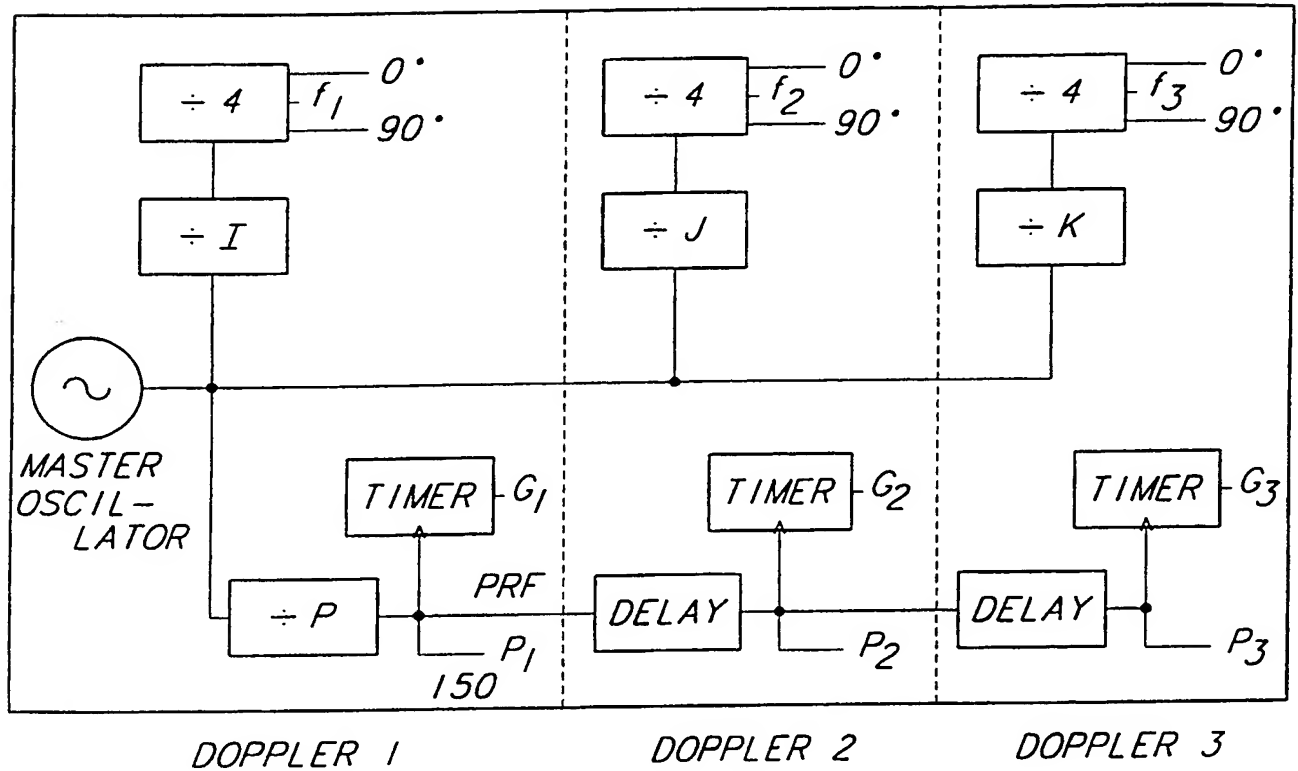 ÷ 4
f1
0°
90°
÷ I
÷ 4
f2
0°
90°
÷ J
÷ 4
f3
0°
90°
÷ K
MASTER
OSCIL-
LATOR
TIMER
G1
TIMER
G2
TIMER
G3
÷ P
PRF
P1
150
DELAY
P2
DELAY
P3
DOPPLER 1
DOPPLER 2
DOPPLER 3